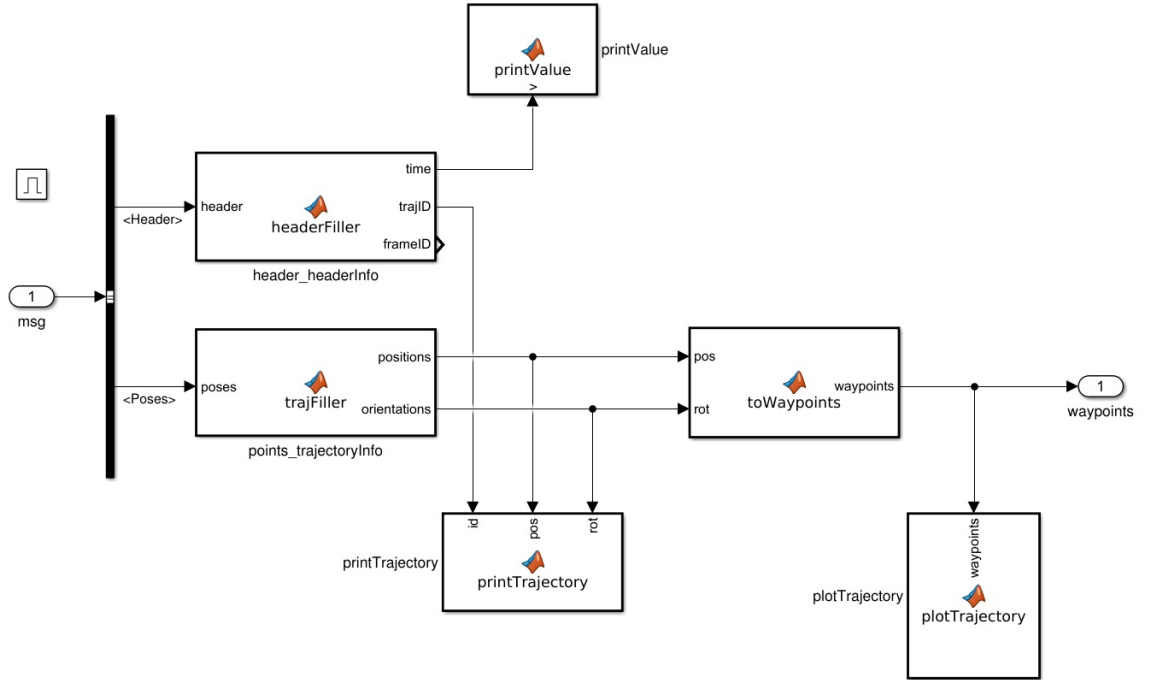 printValue
printValue
v
time
header
trajID
<Header>
headerFiller
frameID
header_headerInfo
1
msg
positions
pos
poses
waypoints
1
<Poses>
trajFiller
toWaypoints
orientations
rot
waypoints
points_trajectoryInfo
id
pos
rot
waypoints
printTrajectory
printTrajectory
plotTrajectory
plotTrajectory